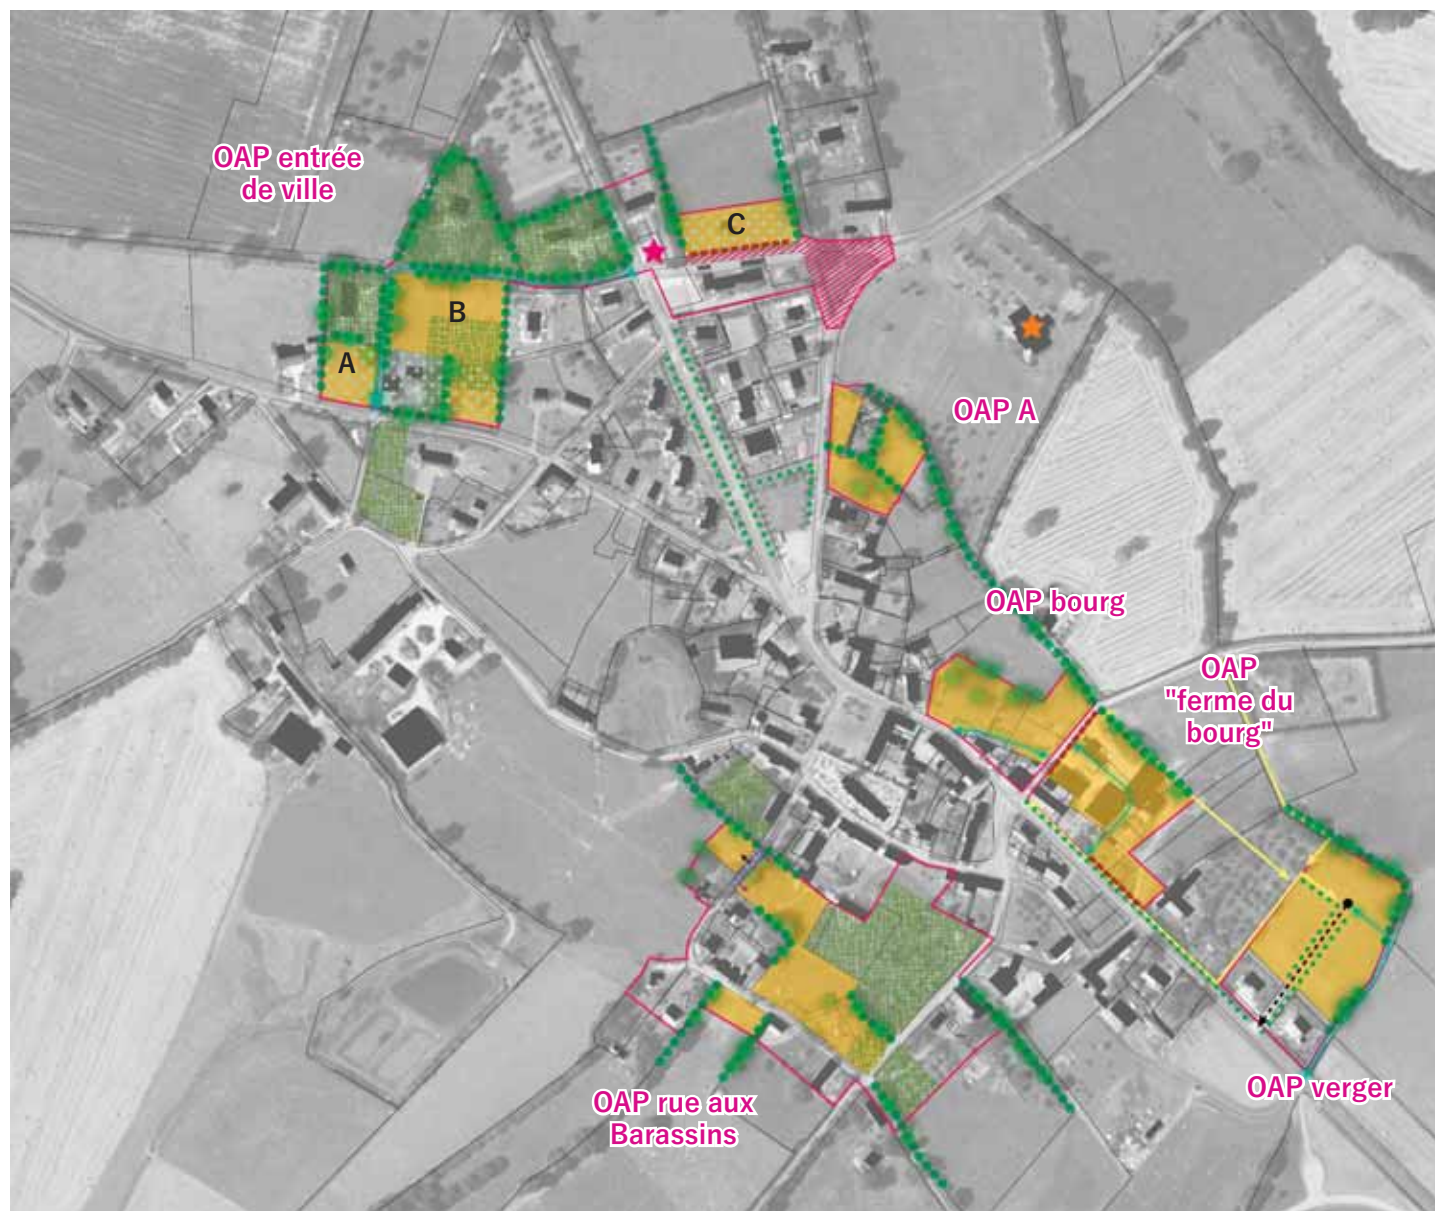 OAP entrée
de ville
C
B
A
OAP A
OAP bourg
OAP
"ferme du
bourg"
OAP verger
OAP rue aux
Barassins